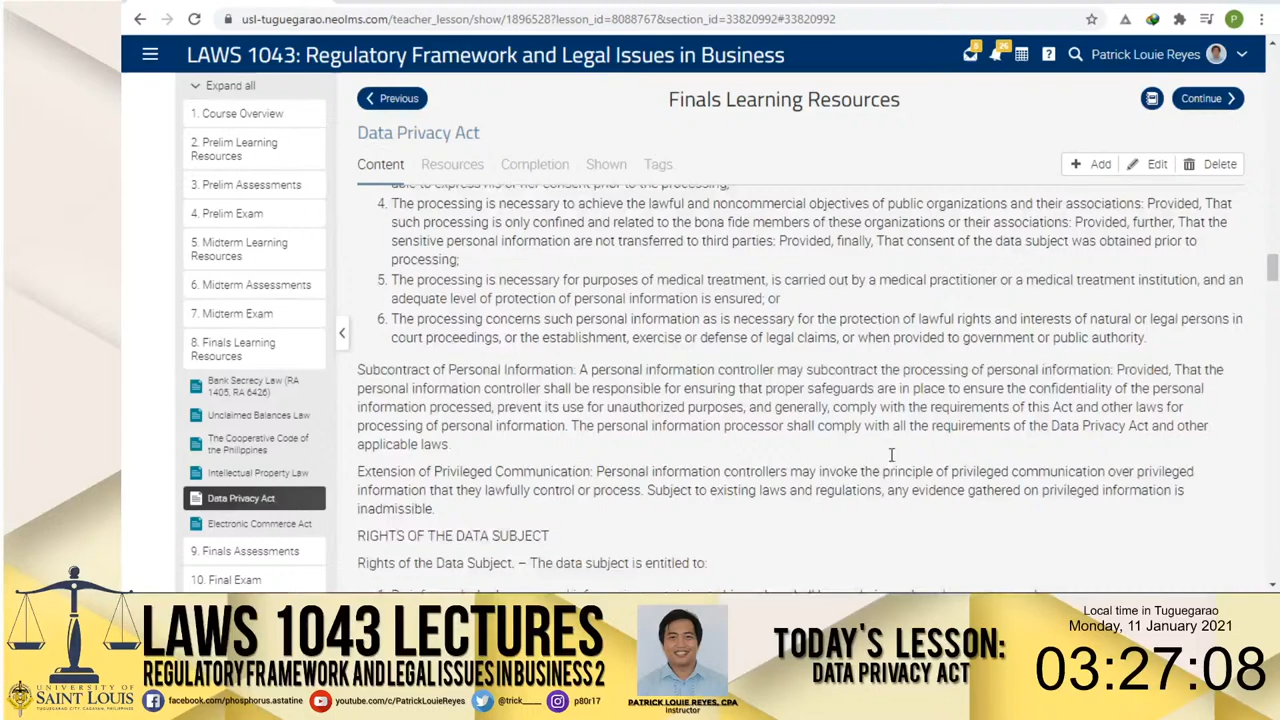 usl-tuguegarao.neolms.com/teacher_lesson/show/1896528?lesson_id=8088767&section_id=33820992#33820992
P
LAWS 1043: Regulatory Framework and Legal Issues in Business
8
26
Patrick Louie Reyes
Expand all
1. Course Overview
2. Prelim Learning
Resources
3. Prelim Assessments
4. Prelim Exam
5. Midterm Learning
Resources
6. Midterm Assessments
7. Midterm Exam
8. Finals Learning
Resources
Bank Secrecy Law (RA
1405, RA 6426)
Unclaimed Balances Law
The Cooperative Code of
the Philippines
Intellectual Property Law
Data Privacy Act
Electronic Commerce Act
9. Finals Assessments
10. Final Exam
Previous
Finals Learning Resources
Continue
Data Privacy Act
Content
Resources
Completion
Shown
Tags
Add
Edit
Delete
able to express his or her consent prior to the processing;
4. The processing is necessary to achieve the lawful and noncommercial objectives of public organizations and their associations: Provided, That
such processing is only confined and related to the bona fide members of these organizations or their associations: Provided, further, That the
sensitive personal information are not transferred to third parties: Provided, finally, That consent of the data subject was obtained prior to
processing;
5. The processing is necessary for purposes of medical treatment, is carried out by a medical practitioner or a medical treatment institution, and an
adequate level of protection of personal information is ensured; or
6. The processing concerns such personal information as is necessary for the protection of lawful rights and interests of natural or legal persons in
court proceedings, or the establishment, exercise or defense of legal claims, or when provided to government or public authority.
Subcontract of Personal Information: A personal information controller may subcontract the processing of personal information: Provided, That the
personal information controller shall be responsible for ensuring that proper safeguards are in place to ensure the confidentiality of the personal
information processed, prevent its use for unauthorized purposes, and generally, comply with the requirements of this Act and other laws for
processing of personal information. The personal information processor shall comply with all the requirements of the Data Privacy Act and other
applicable laws.
Extension of Privileged Communication: Personal information controllers may invoke the principle of privileged communication over privileged
information that they lawfully control or process. Subject to existing laws and regulations, any evidence gathered on privileged information is
inadmissible.
RIGHTS OF THE DATA SUBJECT
Rights of the Data Subject. – The data subject is entitled to:
UNIVERSITY OF
SAINT LOUIS
TUGUEGARAO CITY, CAGAYAN, PHILIPPINES
LAWS 1043 LECTURES
REGULATORY FRAMEWORK AND LEGAL ISSUES IN BUSINESS 2
facebook.com/phosphorus.astatine
youtube.com/c/PatrickLouieReyes
@trick____
p80r17
PATRICK LOUIE REYES, CPA
Instructor
TODAY'S LESSON:
DATA PRIVACY ACT
Local time in Tuguegarao
Monday, 11 January 2021
03:27:08